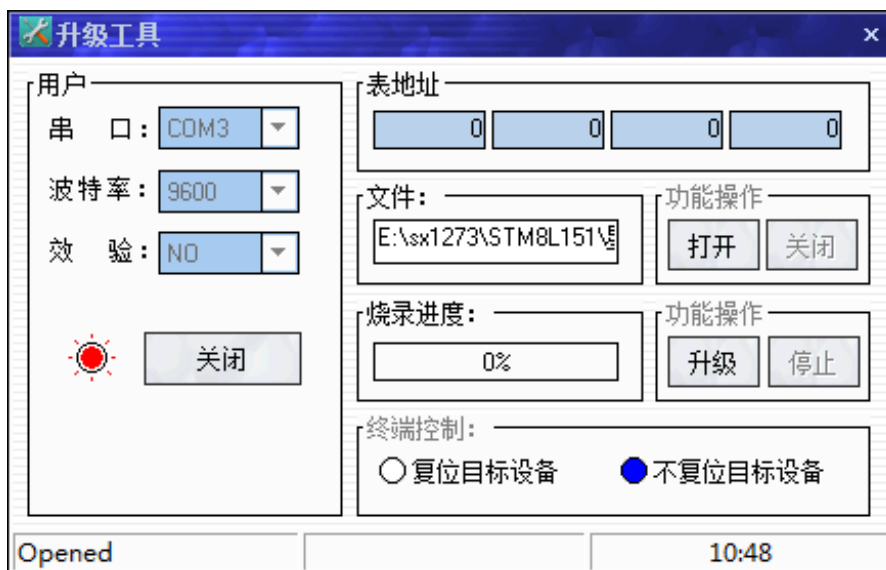 升级工具
用户
串 口: COM3
波特率: 9600
效 验: NO
关闭
表地址
0 0 0 0
文件:
E:\sx1273\STM8L151\
功能操作
打开 关闭
烧录进度:
0%
功能操作
升级 停止
终端控制:
复位目标设备 不复位目标设备
Opened 10:48